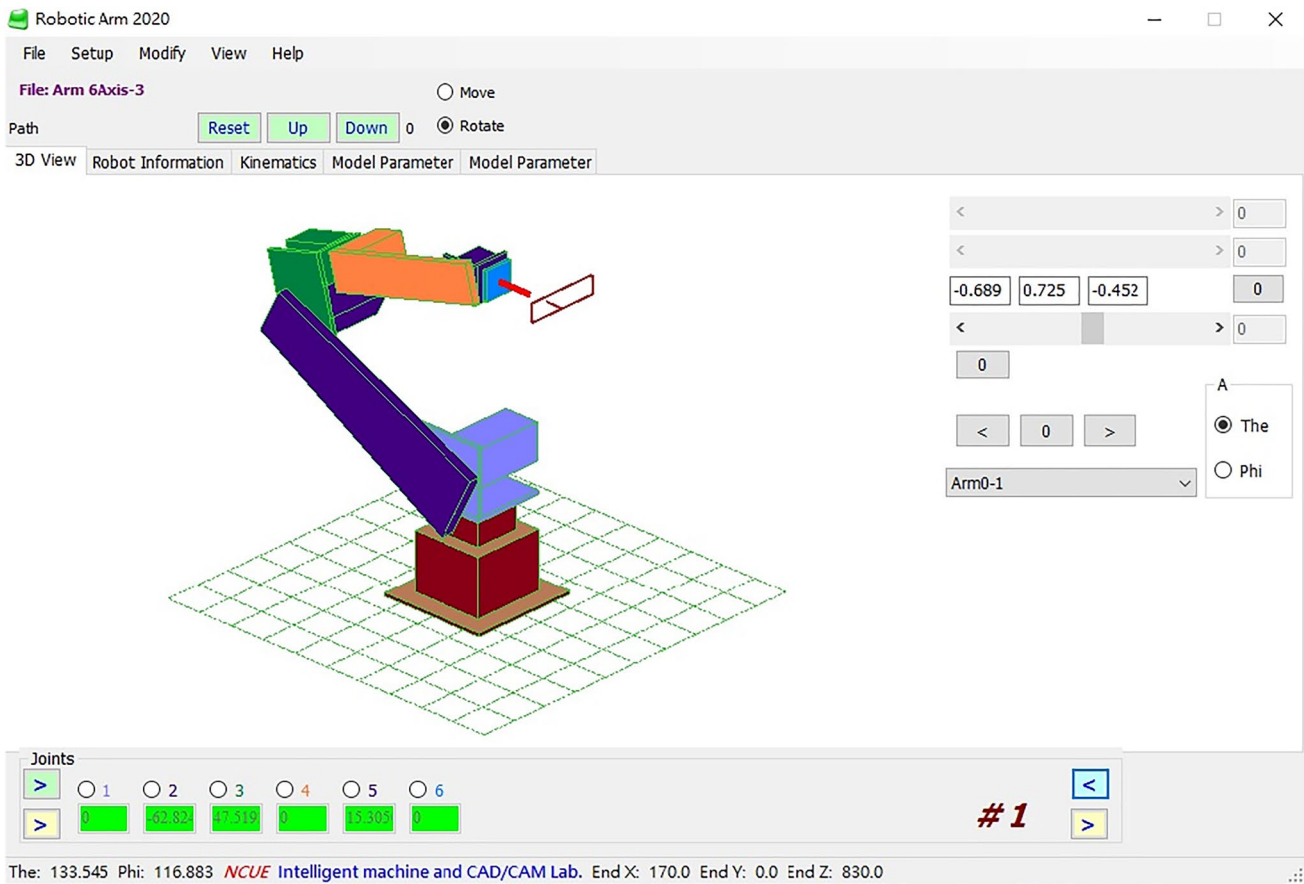 Robotic Arm 2020
File Setup Modify View Help
File: Arm 6Axis-3
Move
Path Reset Up Down 0 Rotate
3D View Robot Information Kinematics Model Parameter Model Parameter
< > 0
< > 0
-0.689 0.725 -0.452 0
< > 0
0
A
< 0 > The
Arm0-1 Phi
Joints
> 1 2 3 4 5 6 <
> 0 -62.82- 47.519 0 15.305 0 #1 >
The: 133.545 Phi: 116.883 NCUE Intelligent machine and CAD/CAM Lab. End X: 170.0 End Y: 0.0 End Z: 830.0